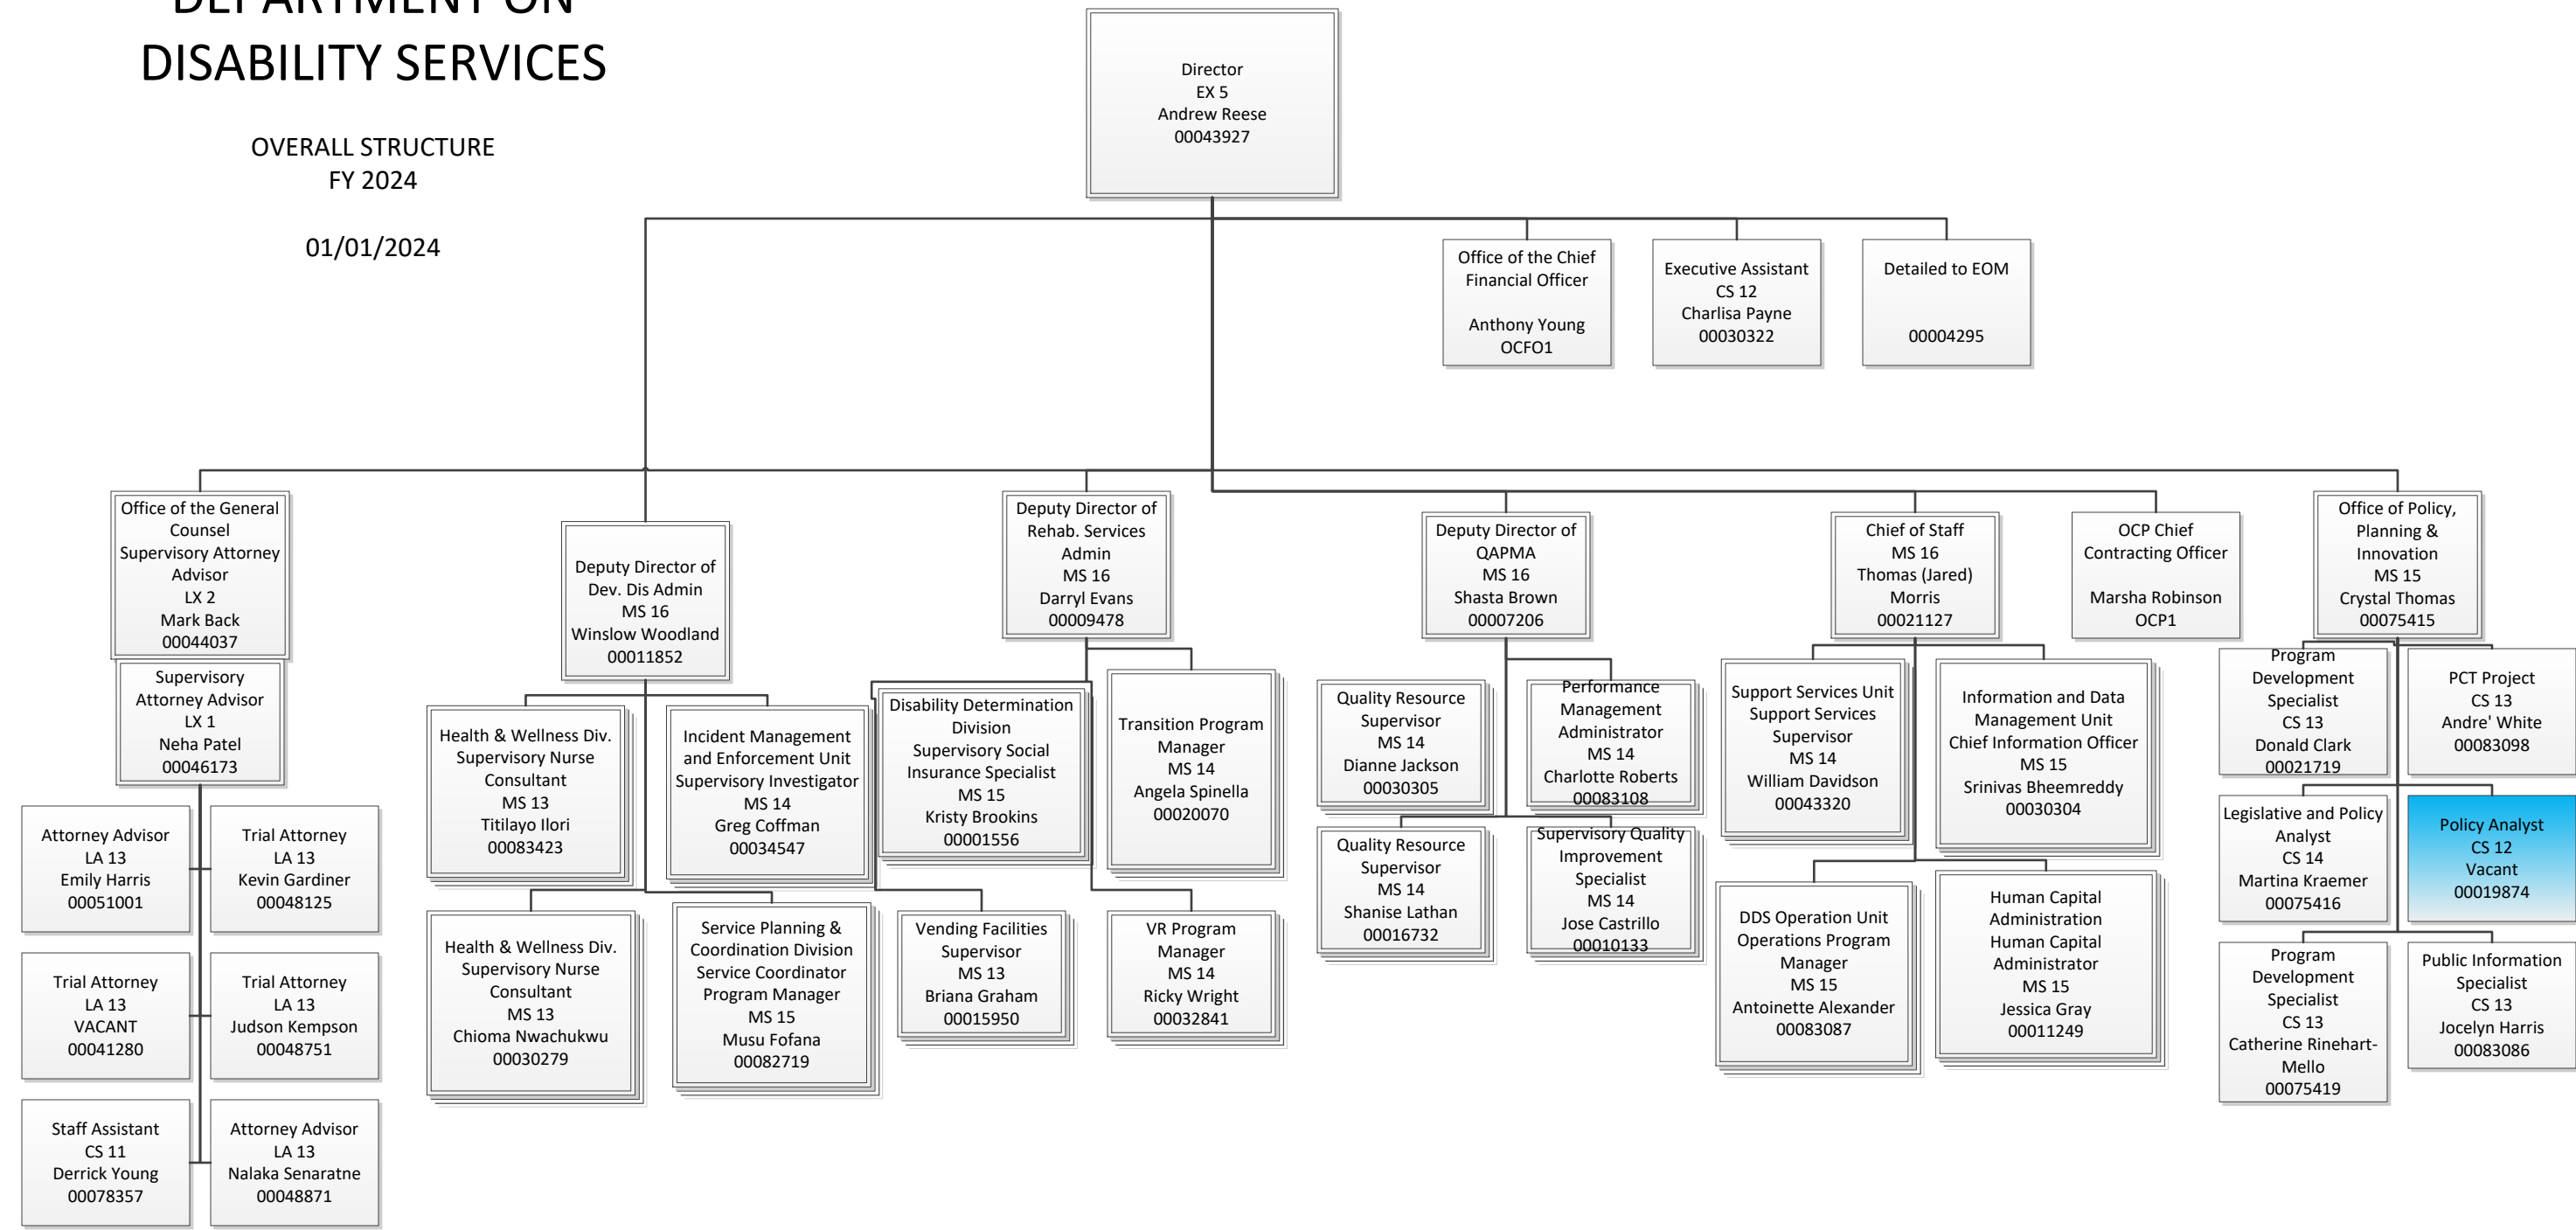 DEPARTMENT ON
DISABILITY SERVICES
OVERALL STRUCTURE
FY 2024
01/01/2024
Director
EX 5
Andrew Reese
00043927
Office of the Chief
Financial Officer
Anthony Young
OCFO1
Executive Assistant
CS 12
Charlisa Payne
00030322
Detailed to EOM
00004295
Office of the General
Counsel
Supervisory Attorney
Advisor
LX 2
Mark Back
00044037
Supervisory
Attorney Advisor
LX 1
Neha Patel
00046173
Attorney Advisor
LA 13
Emily Harris
00051001
Trial Attorney
LA 13
Kevin Gardiner
00048125
Trial Attorney
LA 13
VACANT
00041280
Trial Attorney
LA 13
Judson Kempson
00048751
Staff Assistant
CS 11
Derrick Young
00078357
Attorney Advisor
LA 13
Nalaka Senaratne
00048871
Deputy Director of
Dev. Dis Admin
MS 16
Winslow Woodland
00011852
Health & Wellness Div.
Supervisory Nurse
Consultant
MS 13
Titilayo Ilori
00083423
Incident Management
and Enforcement Unit
Supervisory Investigator
MS 14
Greg Coffman
00034547
Health & Wellness Div.
Supervisory Nurse
Consultant
MS 13
Chioma Nwachukwu
00030279
Service Planning &
Coordination Division
Service Coordinator
Program Manager
MS 15
Musu Fofana
00082719
Deputy Director of
Rehab. Services
Admin
MS 16
Darryl Evans
00009478
Disability Determination
Division
Supervisory Social
Insurance Specialist
MS 15
Kristy Brookins
00001556
Transition Program
Manager
MS 14
Angela Spinella
00020070
Vending Facilities
Supervisor
MS 13
Briana Graham
00015950
VR Program
Manager
MS 14
Ricky Wright
00032841
Deputy Director of
QAPMA
MS 16
Shasta Brown
00007206
Quality Resource
Supervisor
MS 14
Dianne Jackson
00030305
Performance
Management
Administrator
MS 14
Charlotte Roberts
00083108
Quality Resource
Supervisor
MS 14
Shanise Lathan
00016732
Supervisory Quality
Improvement
Specialist
MS 14
Jose Castrillo
00010133
Chief of Staff
MS 16
Thomas (Jared)
Morris
00021127
Support Services Unit
Support Services
Supervisor
MS 14
William Davidson
00043320
Information and Data
Management Unit
Chief Information Officer
MS 15
Srinivas Bheemreddy
00030304
DDS Operation Unit
Operations Program
Manager
MS 15
Antoinette Alexander
00083087
Human Capital
Administration
Human Capital
Administrator
MS 15
Jessica Gray
00011249
OCP Chief
Contracting Officer
Marsha Robinson
OCP1
Office of Policy,
Planning &
Innovation
MS 15
Crystal Thomas
00075415
Program
Development
Specialist
CS 13
Donald Clark
00021719
PCT Project
CS 13
Andre' White
00083098
Legislative and Policy
Analyst
CS 14
Martina Kraemer
00075416
Policy Analyst
CS 12
Vacant
00019874
Program
Development
Specialist
CS 13
Catherine Rinehart-
Mello
00075419
Public Information
Specialist
CS 13
Jocelyn Harris
00083086